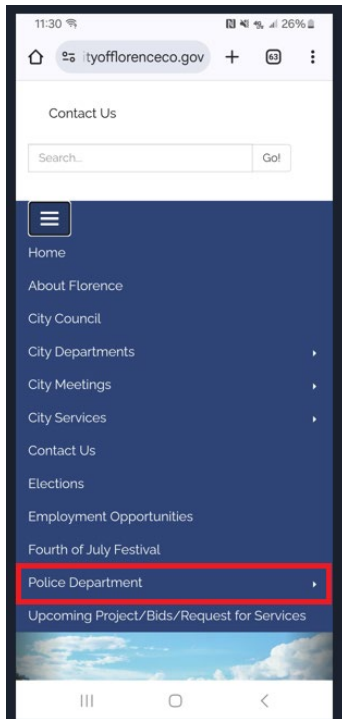 11:30 26%
ityofflorenceco.gov 63
Contact Us
Search... Go!
Home
About Florence
City Council
City Departments
City Meetings
City Services
Contact Us
Elections
Employment Opportunities
Fourth of July Festival
Police Department
Upcoming Project/Bids/Request for Services